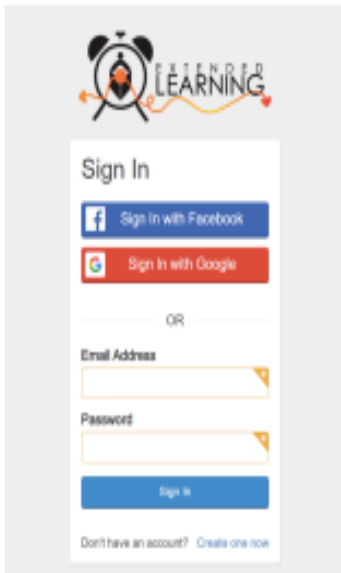 EXTENDED
LEARNING
Sign In
Sign In with Facebook
Sign In with Google
OR
Email Address
Password
Sign In
Don't have an account? Create one now